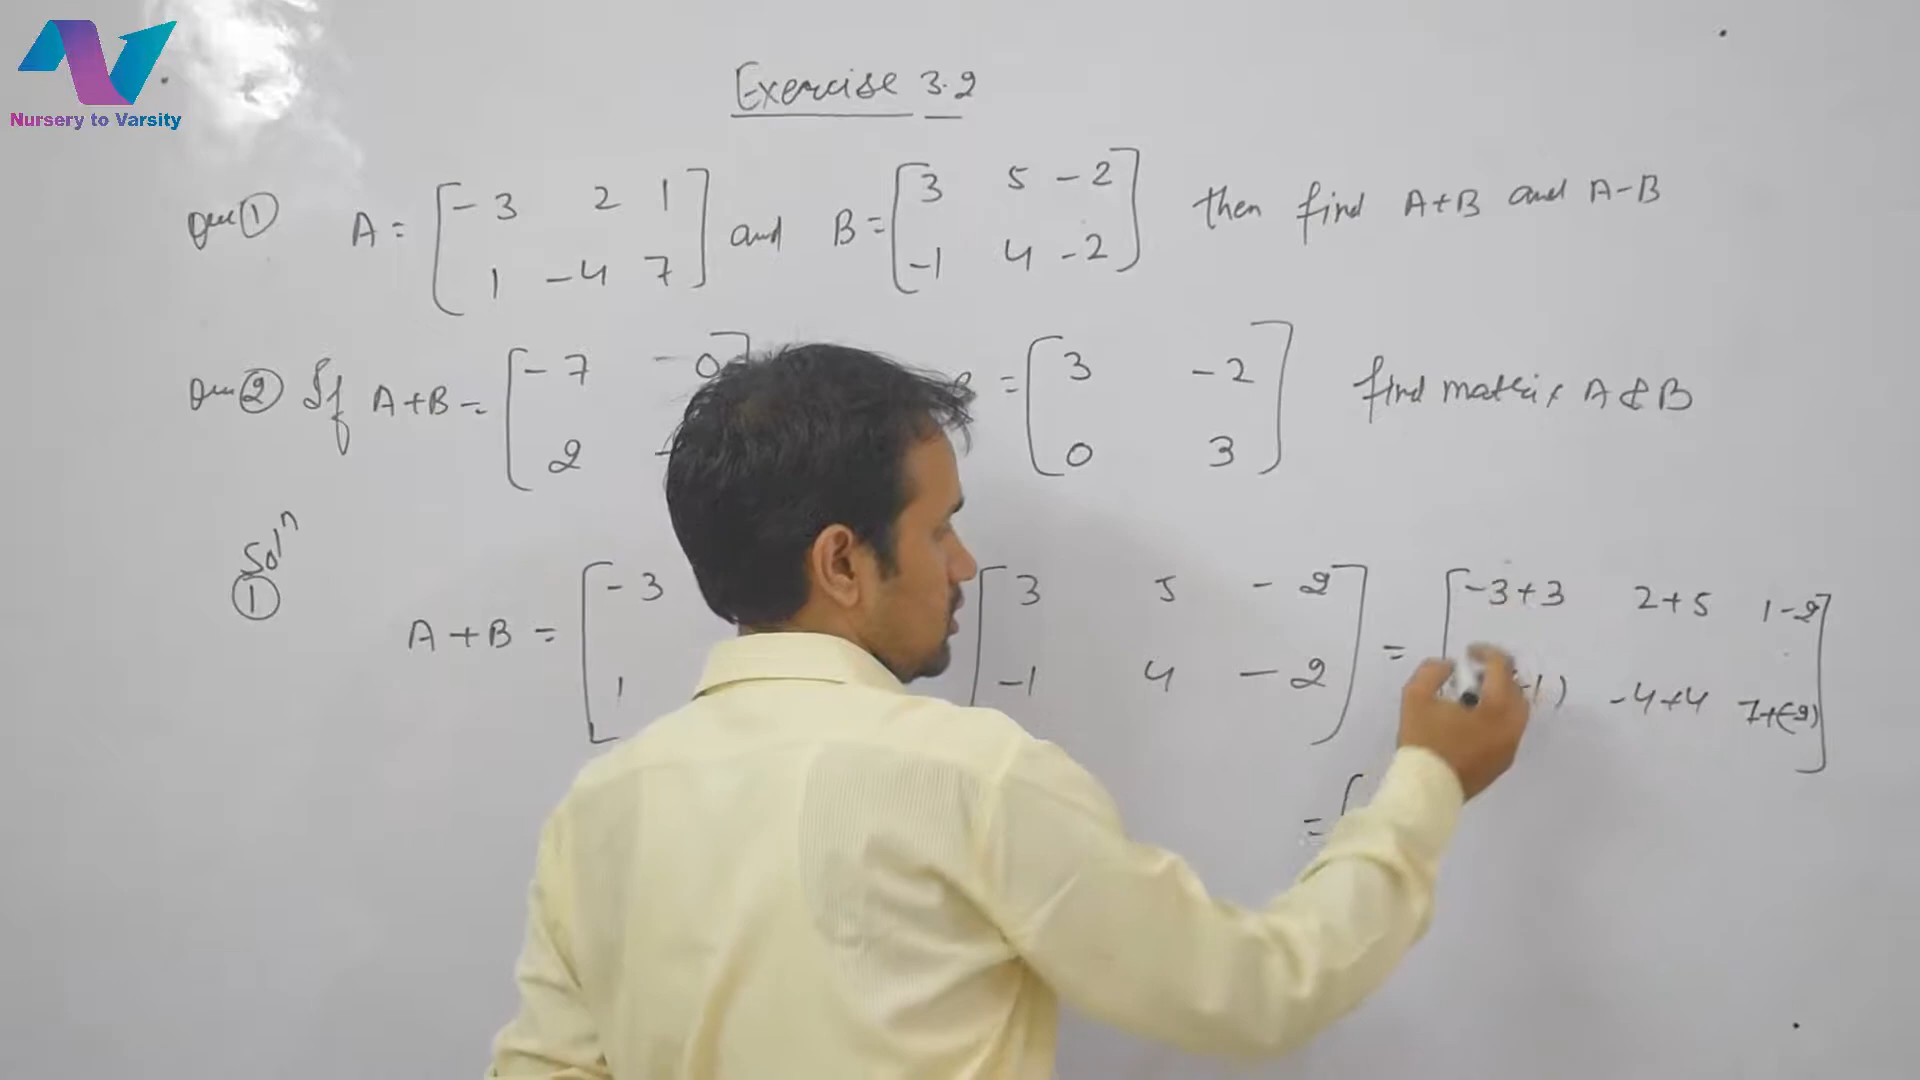 Nursery to Varsity
Exercise 3.2
Que ① A = [ -3 2 1 ] and B = [ 3 5 -2 ] then find A+B and A-B
1 -4 7 -1 4 -2
Que ② If A+B = [ -7 -0 ] = [ 3 -2 ] find matrix A & B
2 0 3
Solⁿ
① A+B = [ -3 [ 3 5 -2 ] = [ -3+3 2+5 1-2 ]
1 -1 4 -2 -1) -4+4 7+(-2)
= [